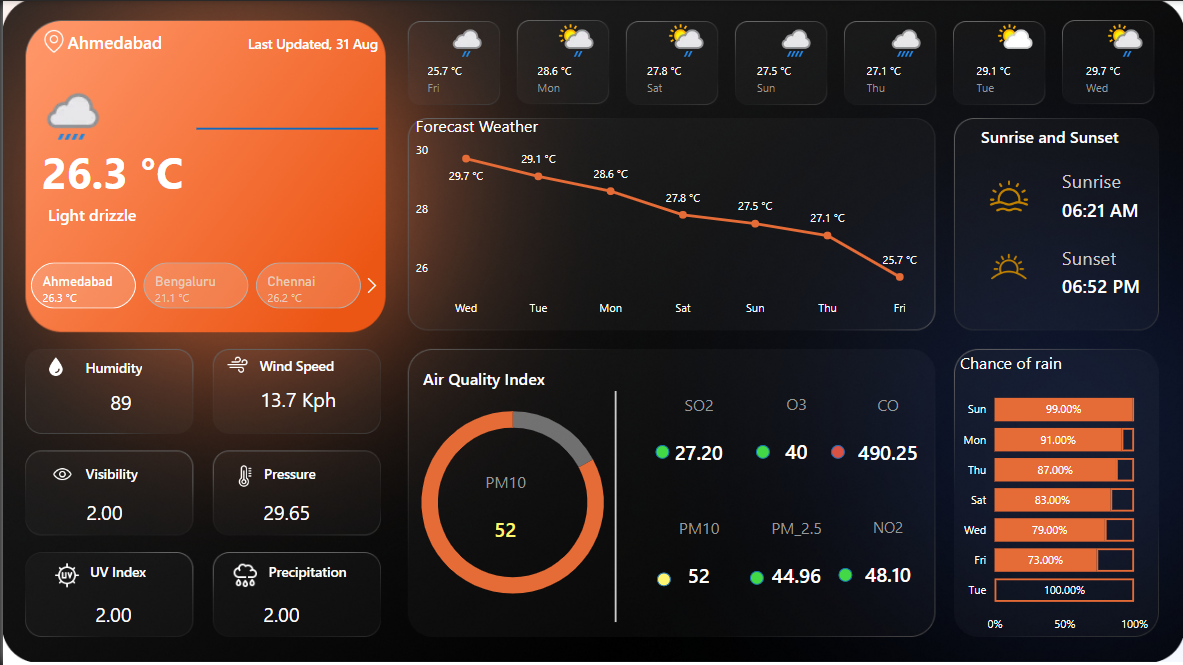 Ahmedabad
Last Updated, 31 Aug
26.3 °C
Light drizzle
Ahmedabad
26.3 °C
Bengaluru
21.1 °C
Chennai
26.2 °C
25.7 °C
Fri
28.6 °C
Mon
27.8 °C
Sat
27.5 °C
Sun
27.1 °C
Thu
29.1 °C
Tue
29.7 °C
Wed
Forecast Weather
30
28
26
29.7 °C
29.1 °C
28.6 °C
27.8 °C
27.5 °C
27.1 °C
25.7 °C
Wed Tue Mon Sat Sun Thu Fri
Sunrise and Sunset
Sunrise
06:21 AM
Sunset
06:52 PM
Humidity
89
Wind Speed
13.7 Kph
Visibility
2.00
Pressure
29.65
UV
UV Index
2.00
Precipitation
2.00
Air Quality Index
PM10
52
SO2
27.20
O3
40
CO
490.25
PM10
52
PM_2.5
44.96
NO2
48.10
Chance of rain
Sun 99.00%
Mon 91.00%
Thu 87.00%
Sat 83.00%
Wed 79.00%
Fri 73.00%
Tue 100.00%
0% 50% 100%